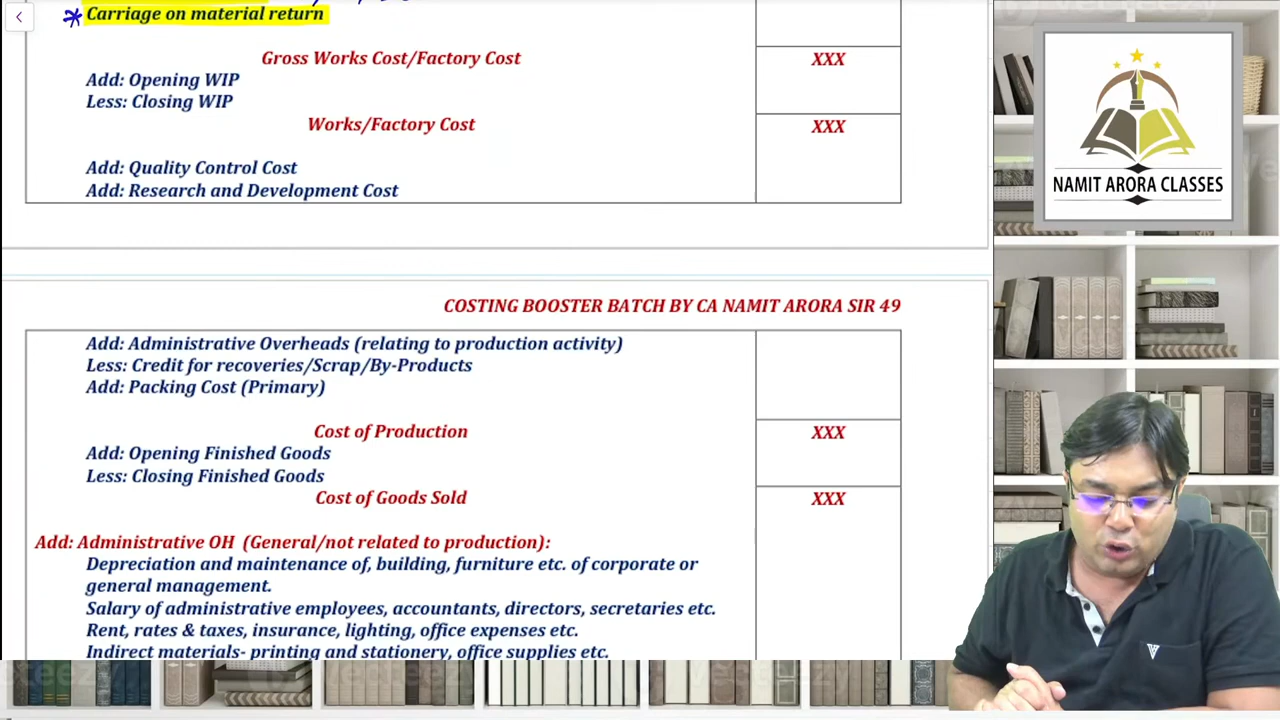 * Carriage on material return
Gross Works Cost/Factory Cost XXX
Add: Opening WIP
Less: Closing WIP
Works/Factory Cost XXX
Add: Quality Control Cost
Add: Research and Development Cost
COSTING BOOSTER BATCH BY CA NAMIT ARORA SIR 49
Add: Administrative Overheads (relating to production activity)
Less: Credit for recoveries/Scrap/By-Products
Add: Packing Cost (Primary)
Cost of Production XXX
Add: Opening Finished Goods
Less: Closing Finished Goods
Cost of Goods Sold XXX
Add: Administrative OH (General/not related to production):
Depreciation and maintenance of, building, furniture etc. of corporate or
general management.
Salary of administrative employees, accountants, directors, secretaries etc.
Rent, rates & taxes, insurance, lighting, office expenses etc.
Indirect materials- printing and stationery, office supplies etc.
NAMIT ARORA CLASSES